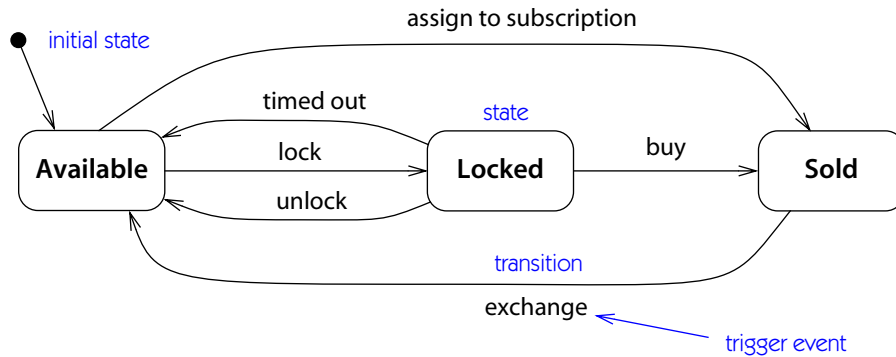 assign to subscription
initial state
timed out
state
Available
lock
Locked
buy
Sold
unlock
transition
exchange
trigger event